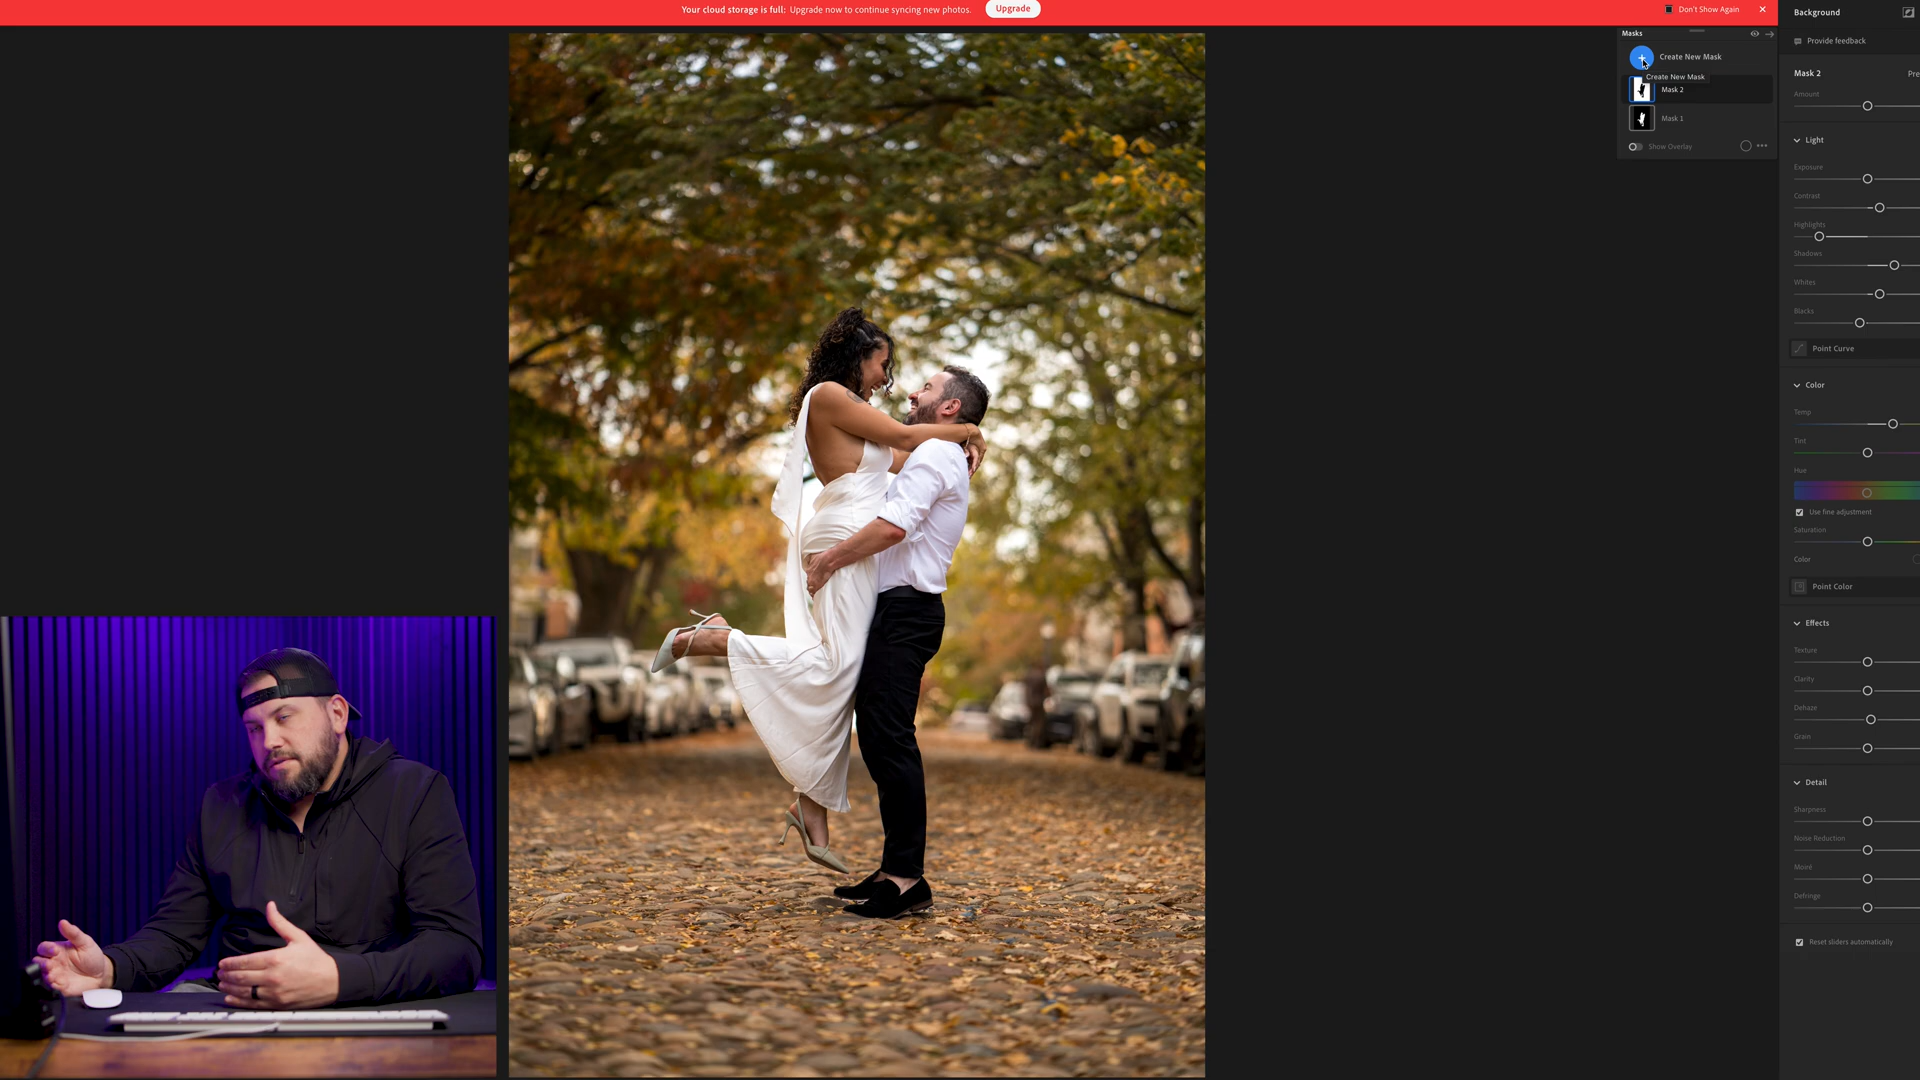 Your cloud storage is full: Upgrade now to continue syncing new photos. Upgrade
Don't Show Again
Masks
Create New Mask
Create New Mask
Mask 2
Mask 1
Show Overlay
Background
Provide feedback
Mask 2 Pre
Amount
Light
Exposure
Contrast
Highlights
Shadows
Whites
Blacks
Point Curve
Color
Temp
Tint
Hue
Use fine adjustment
Saturation
Color
Point Color
Effects
Texture
Clarity
Dehaze
Grain
Detail
Sharpness
Noise Reduction
Moiré
Defringe
Reset sliders automatically